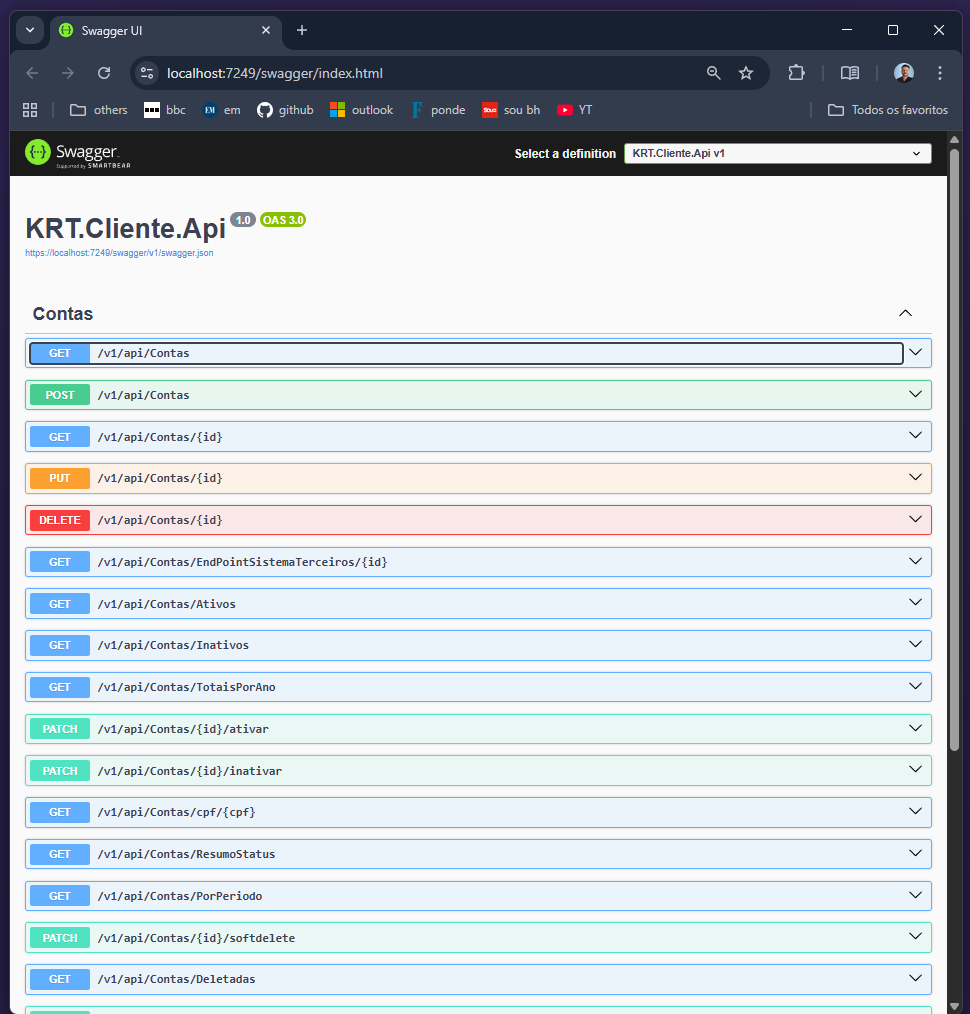 Swagger UI
localhost:7249/swagger/index.html
others bbc EM em github outlook ponde sou bh YT Todos os favoritos
Swagger
Supported by SMARTBEAR
Select a definition KRT.Cliente.Api v1
KRT.Cliente.Api 1.0 OAS 3.0
https://localhost:7249/swagger/v1/swagger.json
Contas
GET /v1/api/Contas
POST /v1/api/Contas
GET /v1/api/Contas/{id}
PUT /v1/api/Contas/{id}
DELETE /v1/api/Contas/{id}
GET /v1/api/Contas/EndPointSistemaTerceiros/{id}
GET /v1/api/Contas/Ativos
GET /v1/api/Contas/Inativos
GET /v1/api/Contas/TotaisPorAno
PATCH /v1/api/Contas/{id}/ativar
PATCH /v1/api/Contas/{id}/inativar
GET /v1/api/Contas/cpf/{cpf}
GET /v1/api/Contas/ResumoStatus
GET /v1/api/Contas/PorPeriodo
PATCH /v1/api/Contas/{id}/softdelete
GET /v1/api/Contas/Deletadas